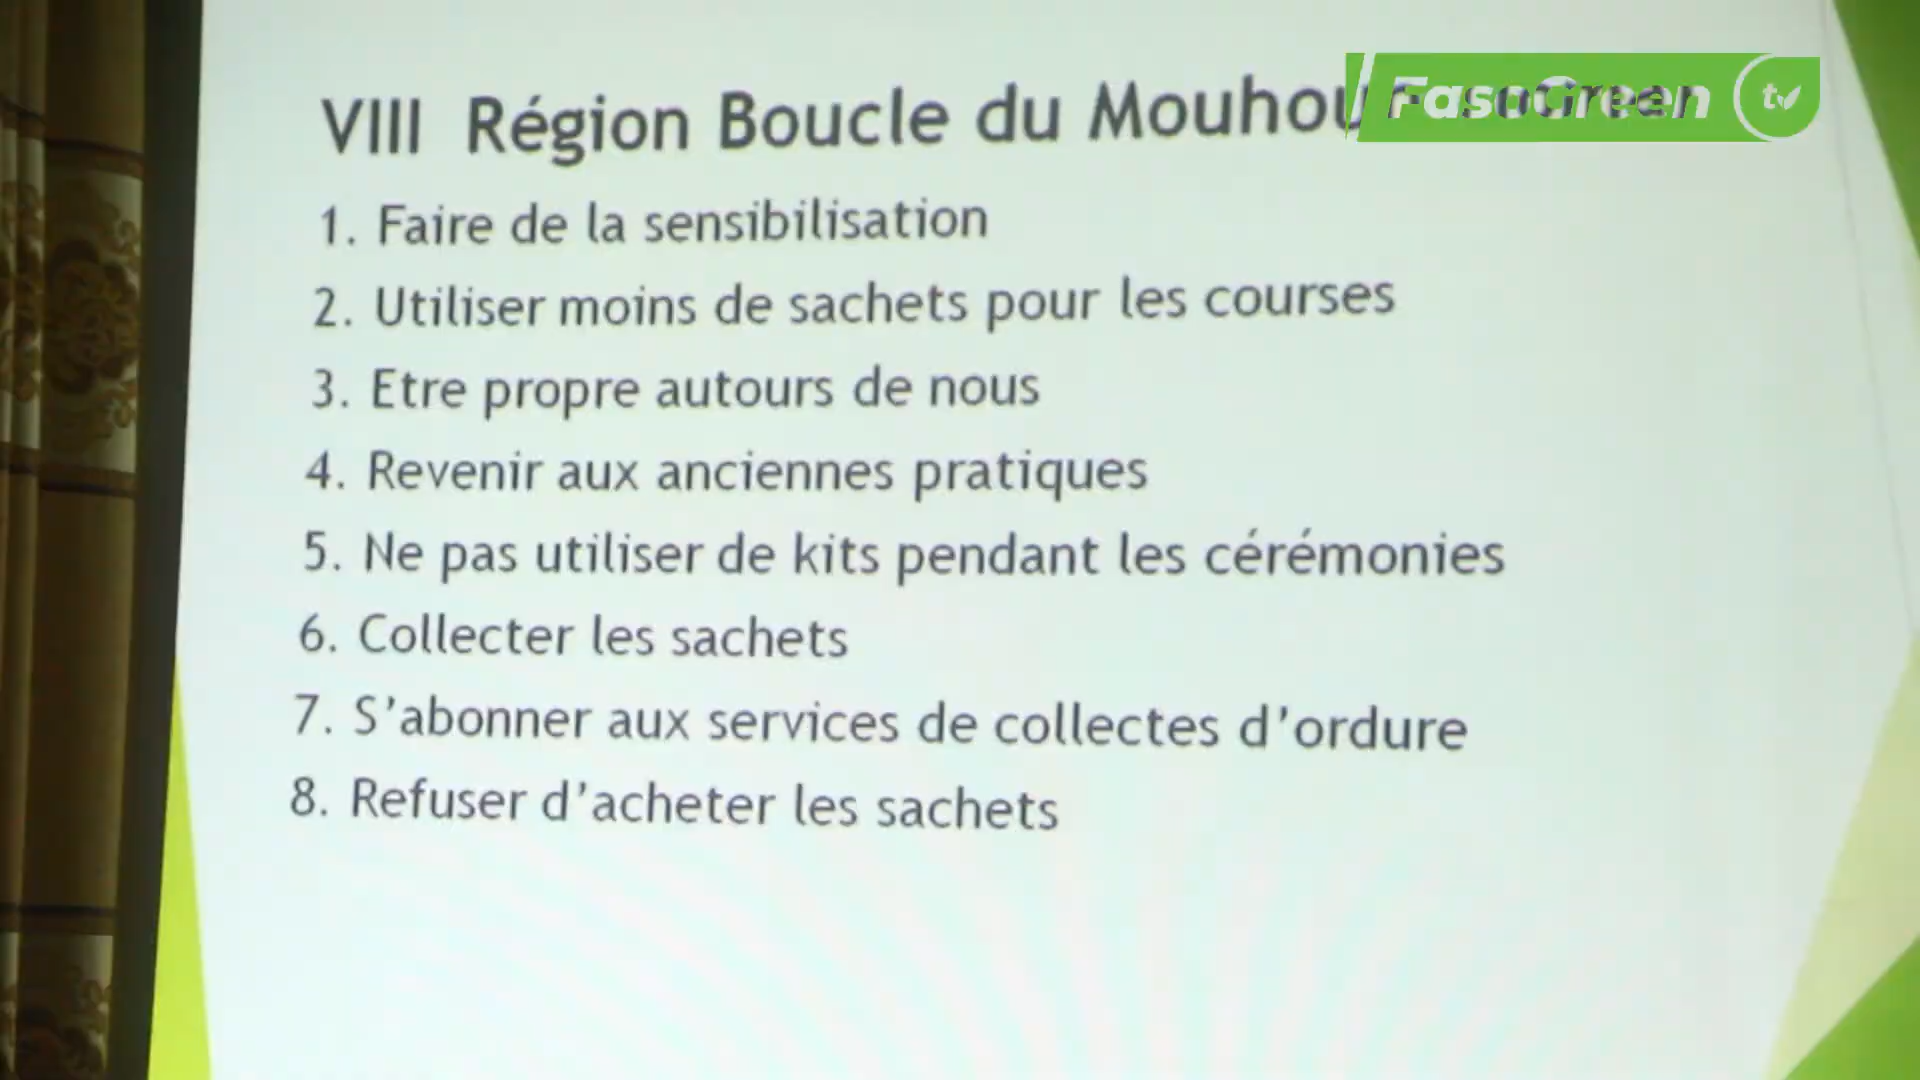 VIII Région Boucle du Mouhou
FasoGreen tv
1. Faire de la sensibilisation
2. Utiliser moins de sachets pour les courses
3. Etre propre autours de nous
4. Revenir aux anciennes pratiques
5. Ne pas utiliser de kits pendant les cérémonies
6. Collecter les sachets
7. S'abonner aux services de collectes d'ordure
8. Refuser d'acheter les sachets